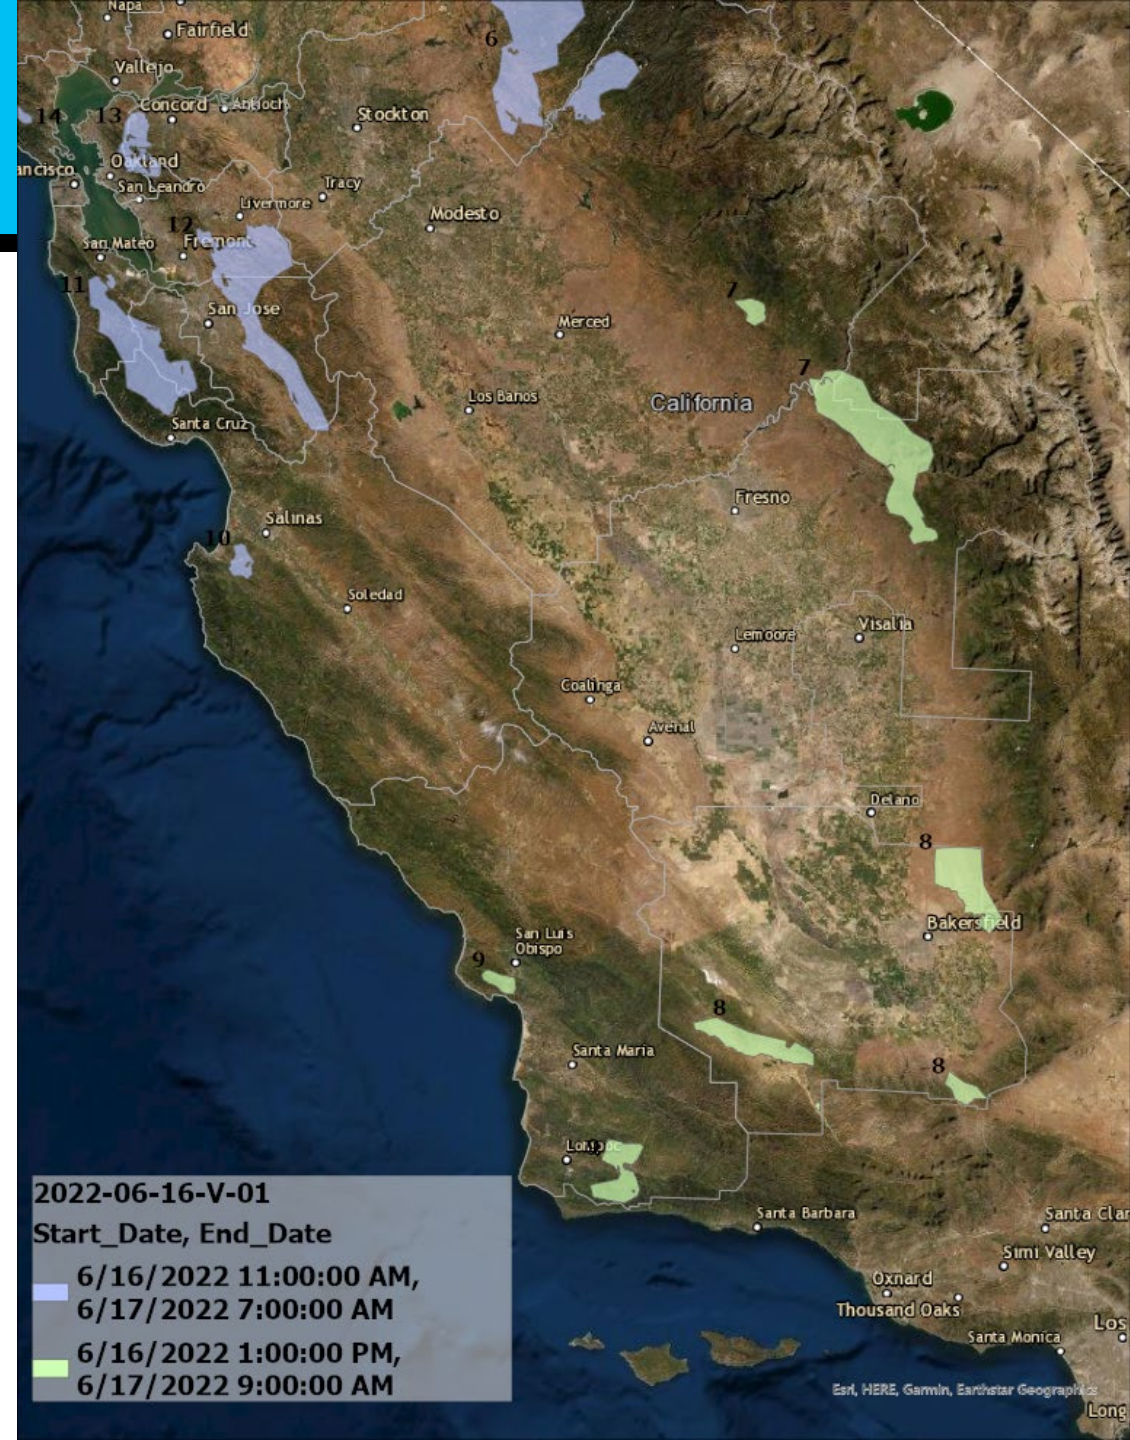 Napa
Fairfield
6
Vallejo
14
13
Concord
Antioch
Stockton
ancisco
Oakland
San Leandro
Tracy
Livermore
Modesto
12
Fremont
San Mateo
11
7
San Jose
Merced
7
Los Banos
California
Santa Cruz
Fresno
Salinas
10
Soledad
Visalia
Lemoore
Coalinga
Avenal
Delano
8
Bakersfield
San Luis
Obispo
9
8
Santa Maria
8
Santa Barbara
Santa Clar
Simi Valley
Oxnard
Thousand Oaks
Los
Santa Monica
Long
2022-06-16-V-01
Start_Date, End_Date
6/16/2022 11:00:00 AM,
6/17/2022 7:00:00 AM
6/16/2022 1:00:00 PM,
6/17/2022 9:00:00 AM
Esri, HERE, Garmin, Earthstar Geographics